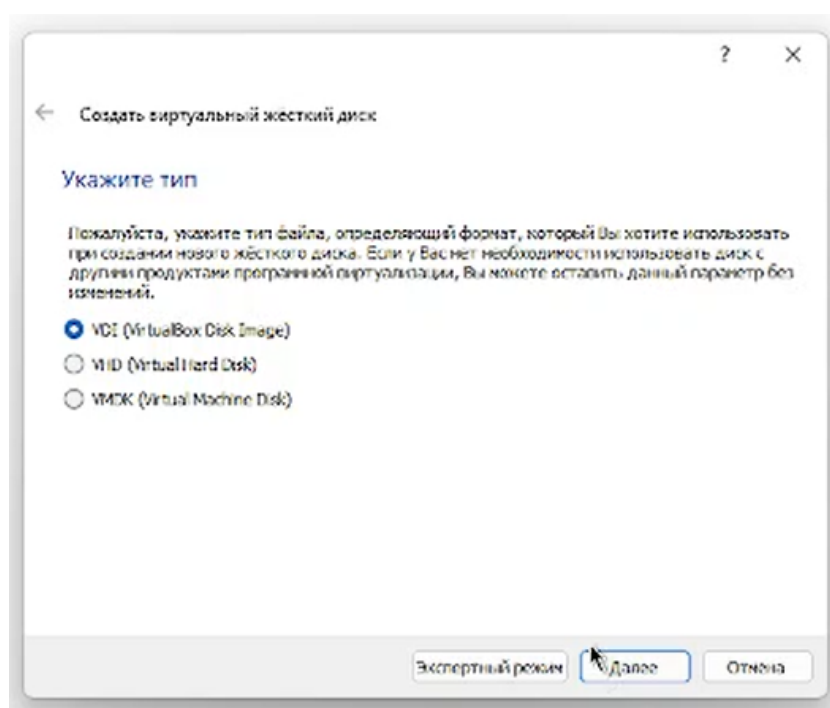 ?
Создать виртуальный жёсткий диск
Укажите тип
Пожалуйста, укажите тип файла, определяющий формат, который Вы хотите использовать
при создании нового жёсткого диска. Если у Вас нет необходимости использовать диск с
другими продуктами программной виртуализации, Вы можете оставить данный параметр без
изменений.
VDI (VirtualBox Disk Image)
VHD (Virtual Hard Disk)
VMDK (Virtual Machine Disk)
Экспертный режим Далее Отмена